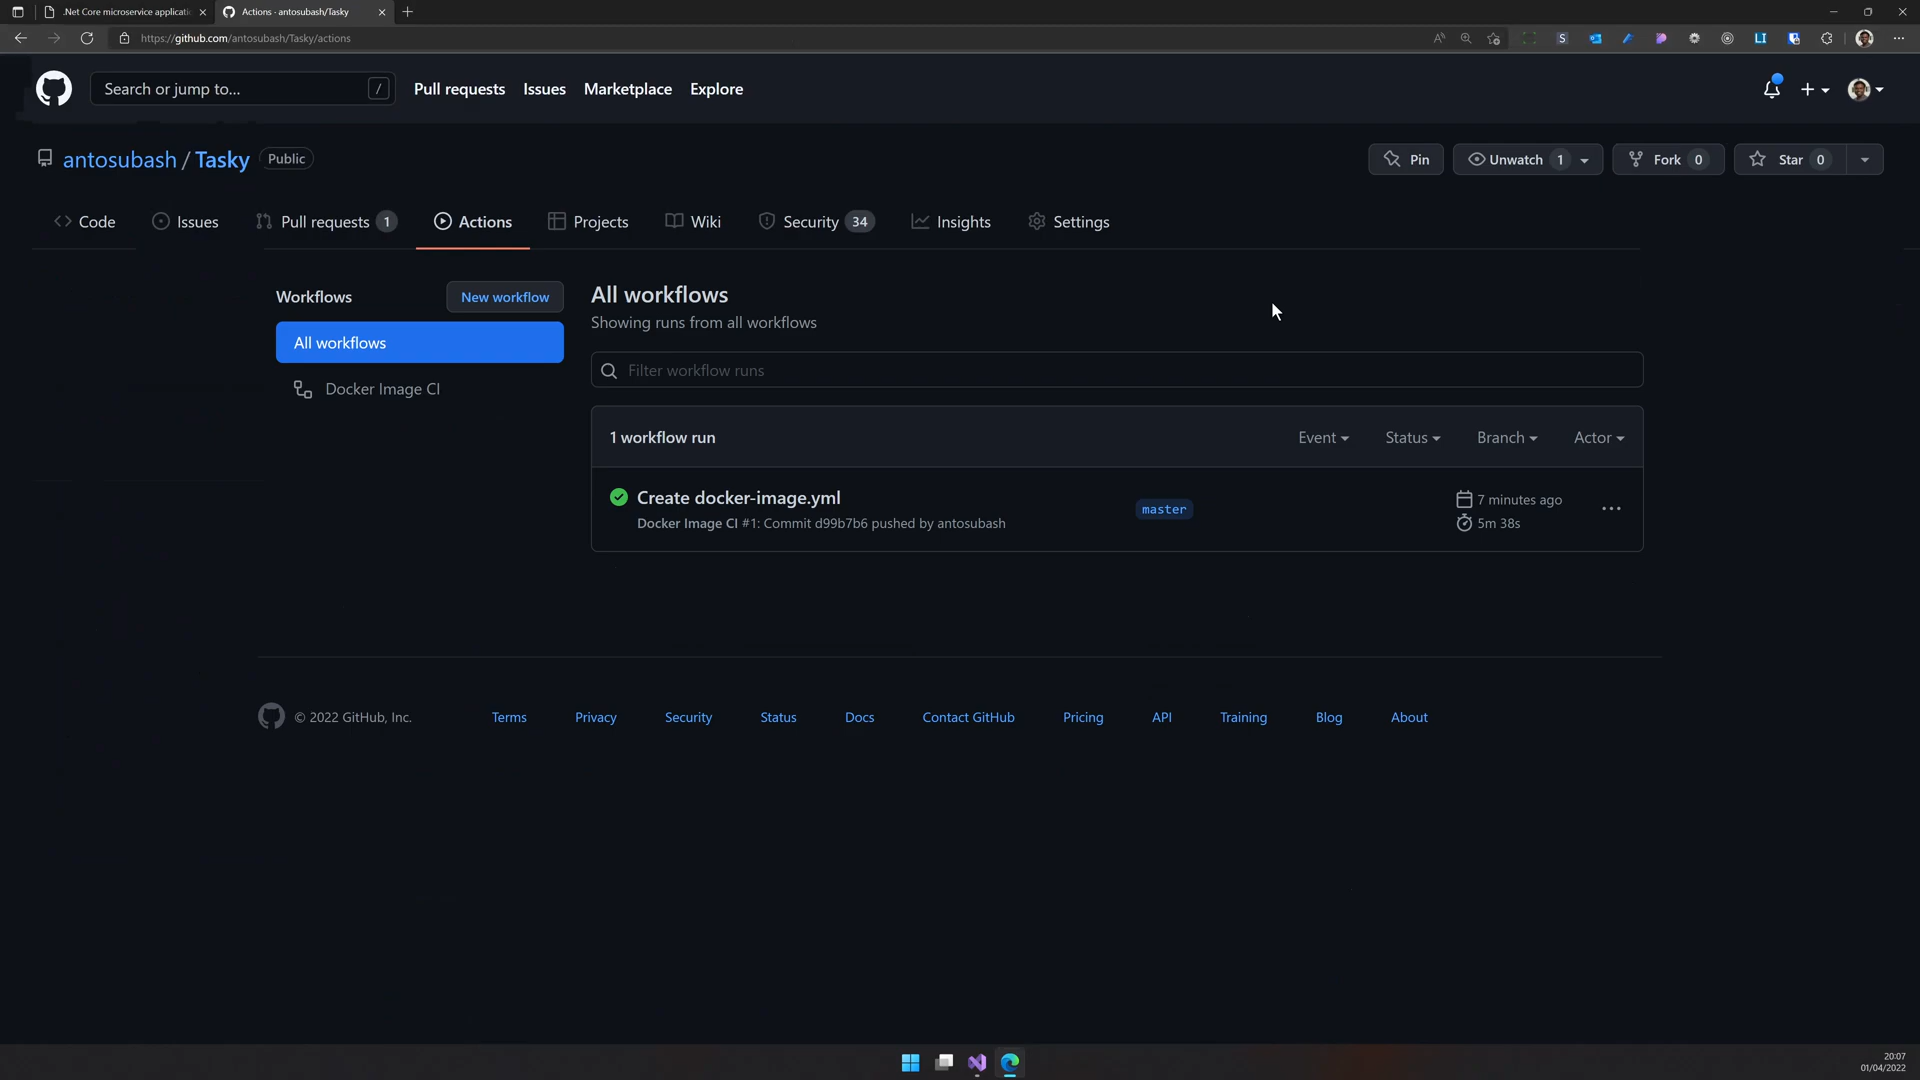 .Net Core microservice applicati
Actions · antosubash/Tasky
https://github.com/antosubash/Tasky/actions
Search or jump to...
/
Pull requests
Issues
Marketplace
Explore
antosubash / Tasky
Public
Pin
Unwatch 1
Fork 0
Star 0
Code
Issues
Pull requests 1
Actions
Projects
Wiki
Security 34
Insights
Settings
Workflows
New workflow
All workflows
Docker Image CI
All workflows
Showing runs from all workflows
Filter workflow runs
1 workflow run
Event
Status
Branch
Actor
Create docker-image.yml
Docker Image CI #1: Commit d99b7b6 pushed by antosubash
master
7 minutes ago
5m 38s
© 2022 GitHub, Inc.
Terms
Privacy
Security
Status
Docs
Contact GitHub
Pricing
API
Training
Blog
About
20:07
01/04/2022